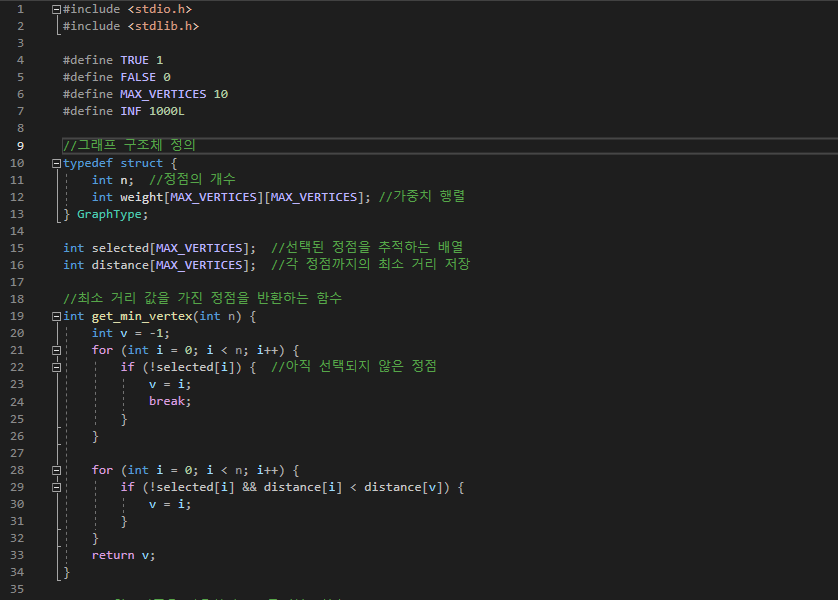 1 #include <stdio.h>
2 #include <stdlib.h>
3
4 #define TRUE 1
5 #define FALSE 0
6 #define MAX_VERTICES 10
7 #define INF 1000L
8
9 //그래프 구조체 정의
10 typedef struct {
11     int n;  //정점의 개수
12     int weight[MAX_VERTICES][MAX_VERTICES]; //가중치 행렬
13 } GraphType;
14
15 int selected[MAX_VERTICES];  //선택된 정점을 추적하는 배열
16 int distance[MAX_VERTICES];  //각 정점까지의 최소 거리 저장
17
18 //최소 거리 값을 가진 정점을 반환하는 함수
19 int get_min_vertex(int n) {
20     int v = -1;
21     for (int i = 0; i < n; i++) {
22         if (!selected[i]) {  //아직 선택되지 않은 정점
23             v = i;
24             break;
25         }
26     }
27
28     for (int i = 0; i < n; i++) {
29         if (!selected[i] && distance[i] < distance[v]) {
30             v = i;
31         }
32     }
33     return v;
34 }
35